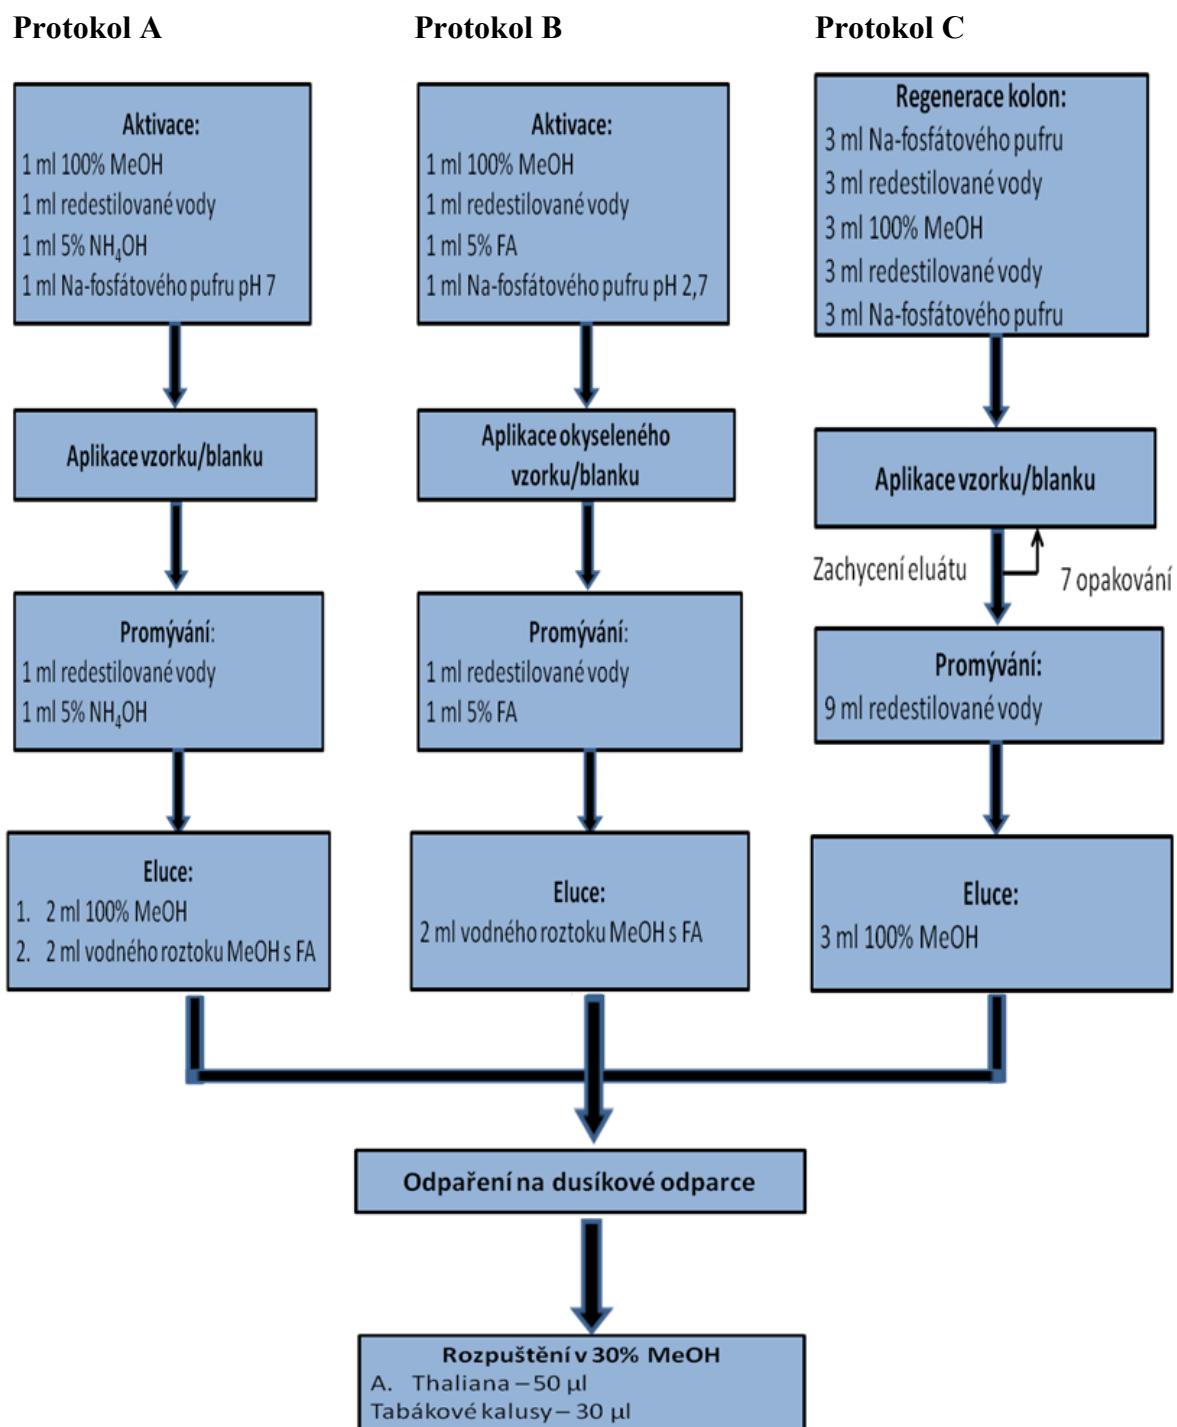 Protokol A
Protokol B
Protokol C
Aktivace:
1 ml 100% MeOH
1 ml redestilované vody
1 ml 5% NH₄OH
1 ml Na-fosfátového pufru pH 7
Aktivace:
1 ml 100% MeOH
1 ml redestilované vody
1 ml 5% FA
1 ml Na-fosfátového pufru pH 2,7
Regenerace kolon:
3 ml Na-fosfátového pufru
3 ml redestilované vody
3 ml 100% MeOH
3 ml redestilované vody
3 ml Na-fosfátového pufru
Aplikace vzorku/blanku
Aplikace okyseleného
vzorku/blanku
Aplikace vzorku/blanku
Zachycení eluátu
7 opakování
Promývání:
1 ml redestilované vody
1 ml 5% NH₄OH
Promývání:
1 ml redestilované vody
1 ml 5% FA
Promývání:
9 ml redestilované vody
Eluce:
1. 2 ml 100% MeOH
2. 2 ml vodného roztoku MeOH s FA
Eluce:
2 ml vodného roztoku MeOH s FA
Eluce:
3 ml 100% MeOH
Odpaření na dusíkové odparce
Rozpuštění v 30% MeOH
A. Thaliana – 50 µl
Tabákové kalusy – 30 µl